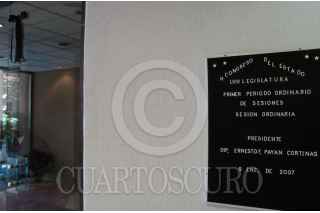 H. CONGRESO DEL ESTADO
LEGISLATURA
PRIMER PERIODO ORDINARIO
DE SESIONES
SESION ORDINARIA
PRESIDENTE
DIP. ERNESTO F. PAYAN CORTINAS
DE 2007
©
CUARTOSCURO